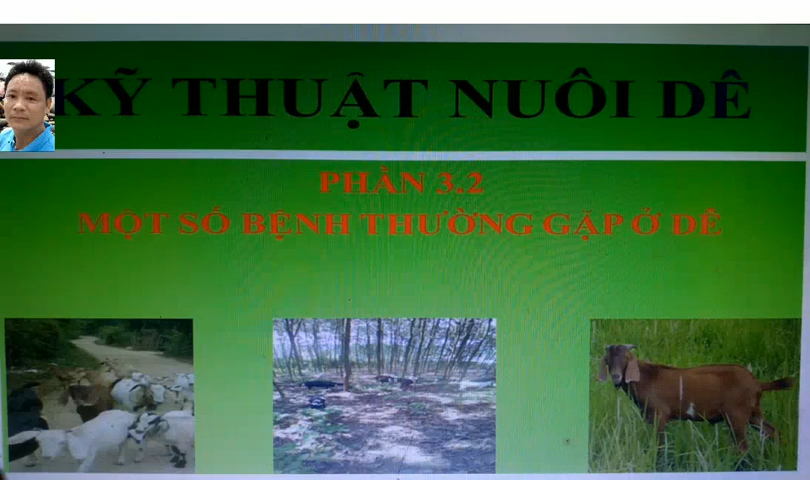 KỸ THUẬT NUÔI DÊ
PHẦN 3.2
MỘT SỐ BỆNH THƯỜNG GẶP Ở DÊ